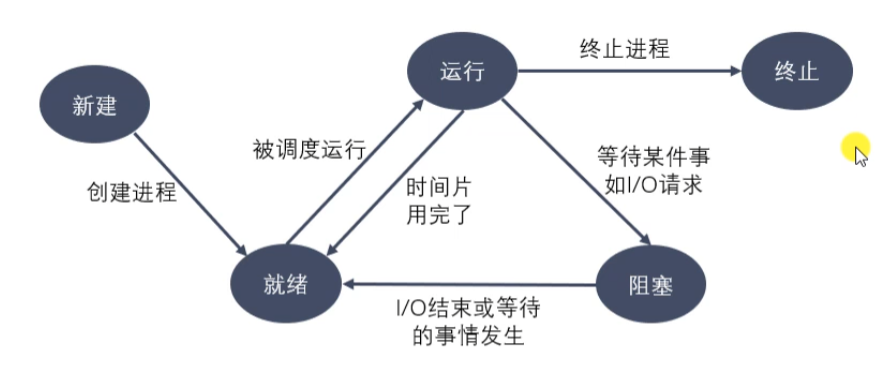 运行
终止进程
终止
新建
被调度运行
等待某件事
如I/O请求
创建进程
时间片
用完了
就绪
阻塞
I/O结束或等待
的事情发生